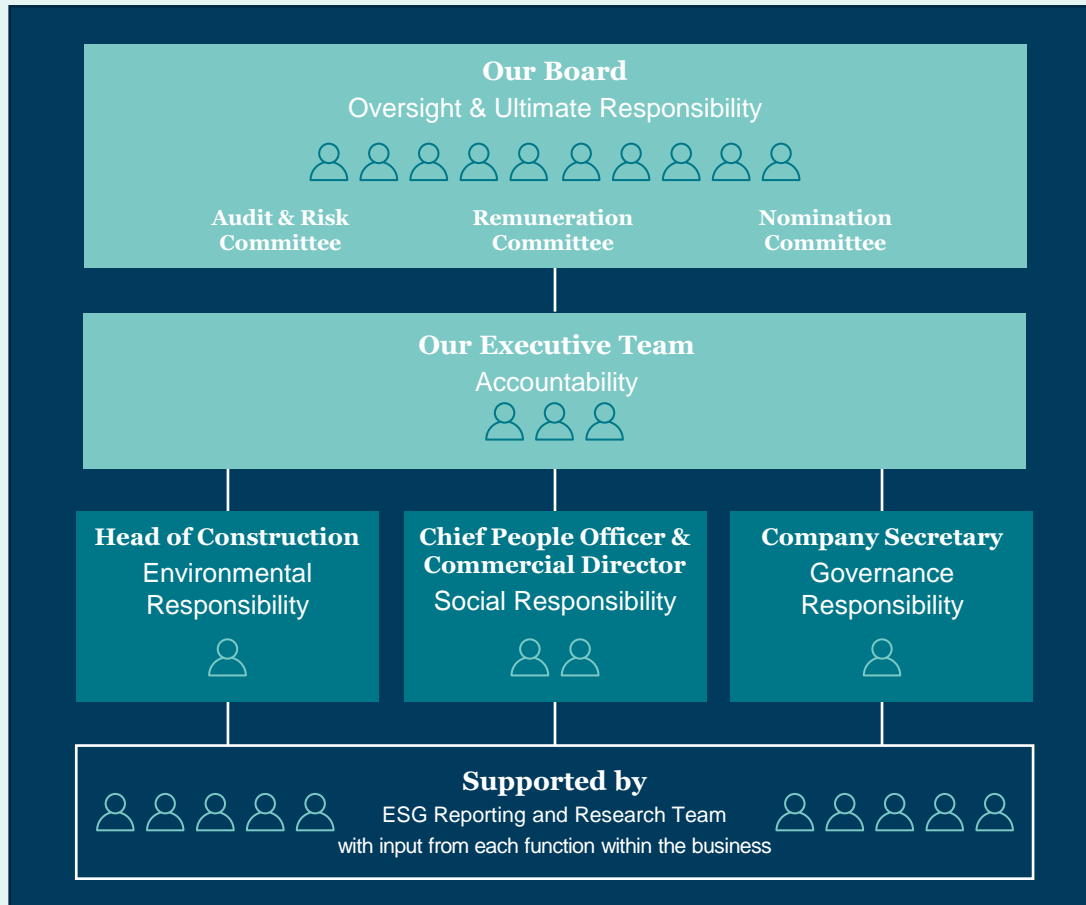 Our Board
Oversight & Ultimate Responsibility
Audit & Risk
Committee
Remuneration
Committee
Nomination
Committee
Our Executive Team
Accountability
Head of Construction
Environmental
Responsibility
Chief People Officer &
Commercial Director
Social Responsibility
Company Secretary
Governance
Responsibility
Supported by
ESG Reporting and Research Team
with input from each function within the business